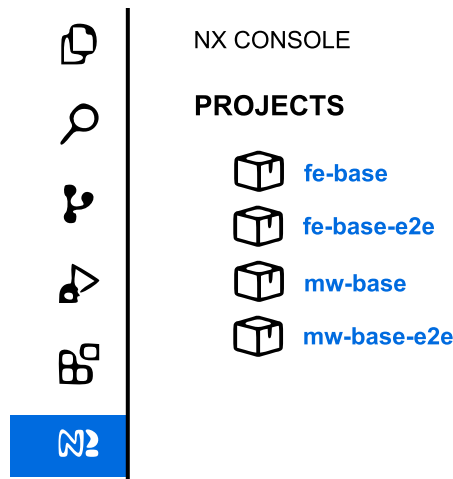 NX CONSOLE
PROJECTS
fe-base
fe-base-e2e
mw-base
mw-base-e2e